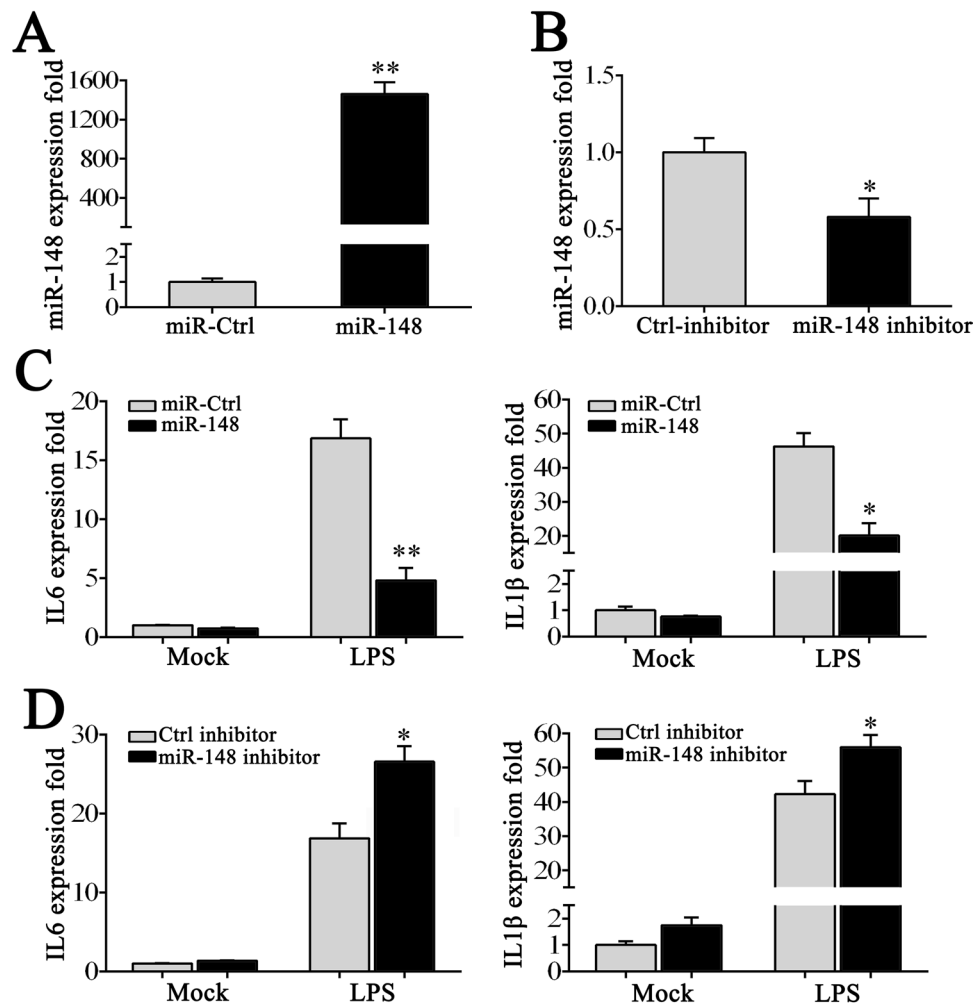 A
miR-148 expression fold
1600
1200
800
400
2
1
0
**
miR-Ctrl
miR-148
B
miR-148 expression fold
1.5
1.0
0.5
0.0
*
Ctrl-inhibitor
miR-148 inhibitor
C
IL6 expression fold
20
15
10
5
0
miR-Ctrl
miR-148
**
Mock
LPS
IL1β expression fold
60
50
40
30
20
2
1
0
miR-Ctrl
miR-148
*
Mock
LPS
D
IL6 expression fold
30
20
10
0
Ctrl inhibitor
miR-148 inhibitor
*
Mock
LPS
IL1β expression fold
60
50
40
30
20
2
1
0
Ctrl inhibitor
miR-148 inhibitor
*
Mock
LPS